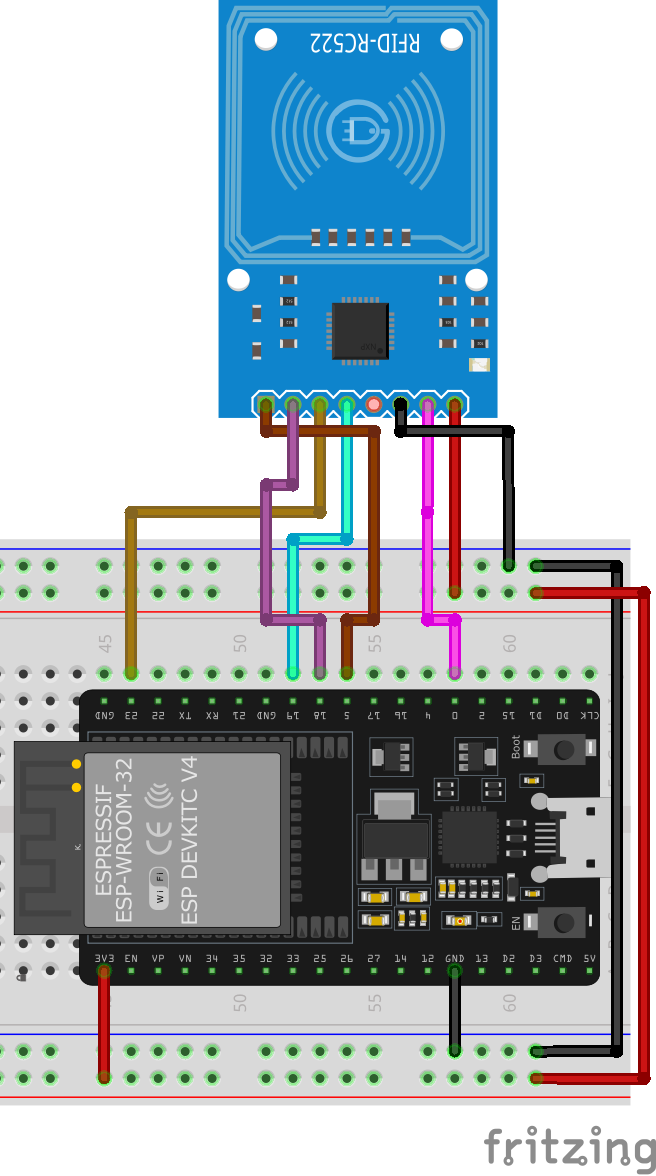 RFID-RC522
45 50 55 60
GND 23 22 TX RX 21 GND 19 18 5 17 16 4 0 2 15 D1 D0 CLK
Boot
ESPRESSIF
ESP-WROOM-32
CE
Wi Fi
ESP DEVKITC V4
EN
3V3 EN VP VN 34 35 32 33 25 26 27 14 12 GND 13 D2 D3 CMD 5V
50 55 60
fritzing